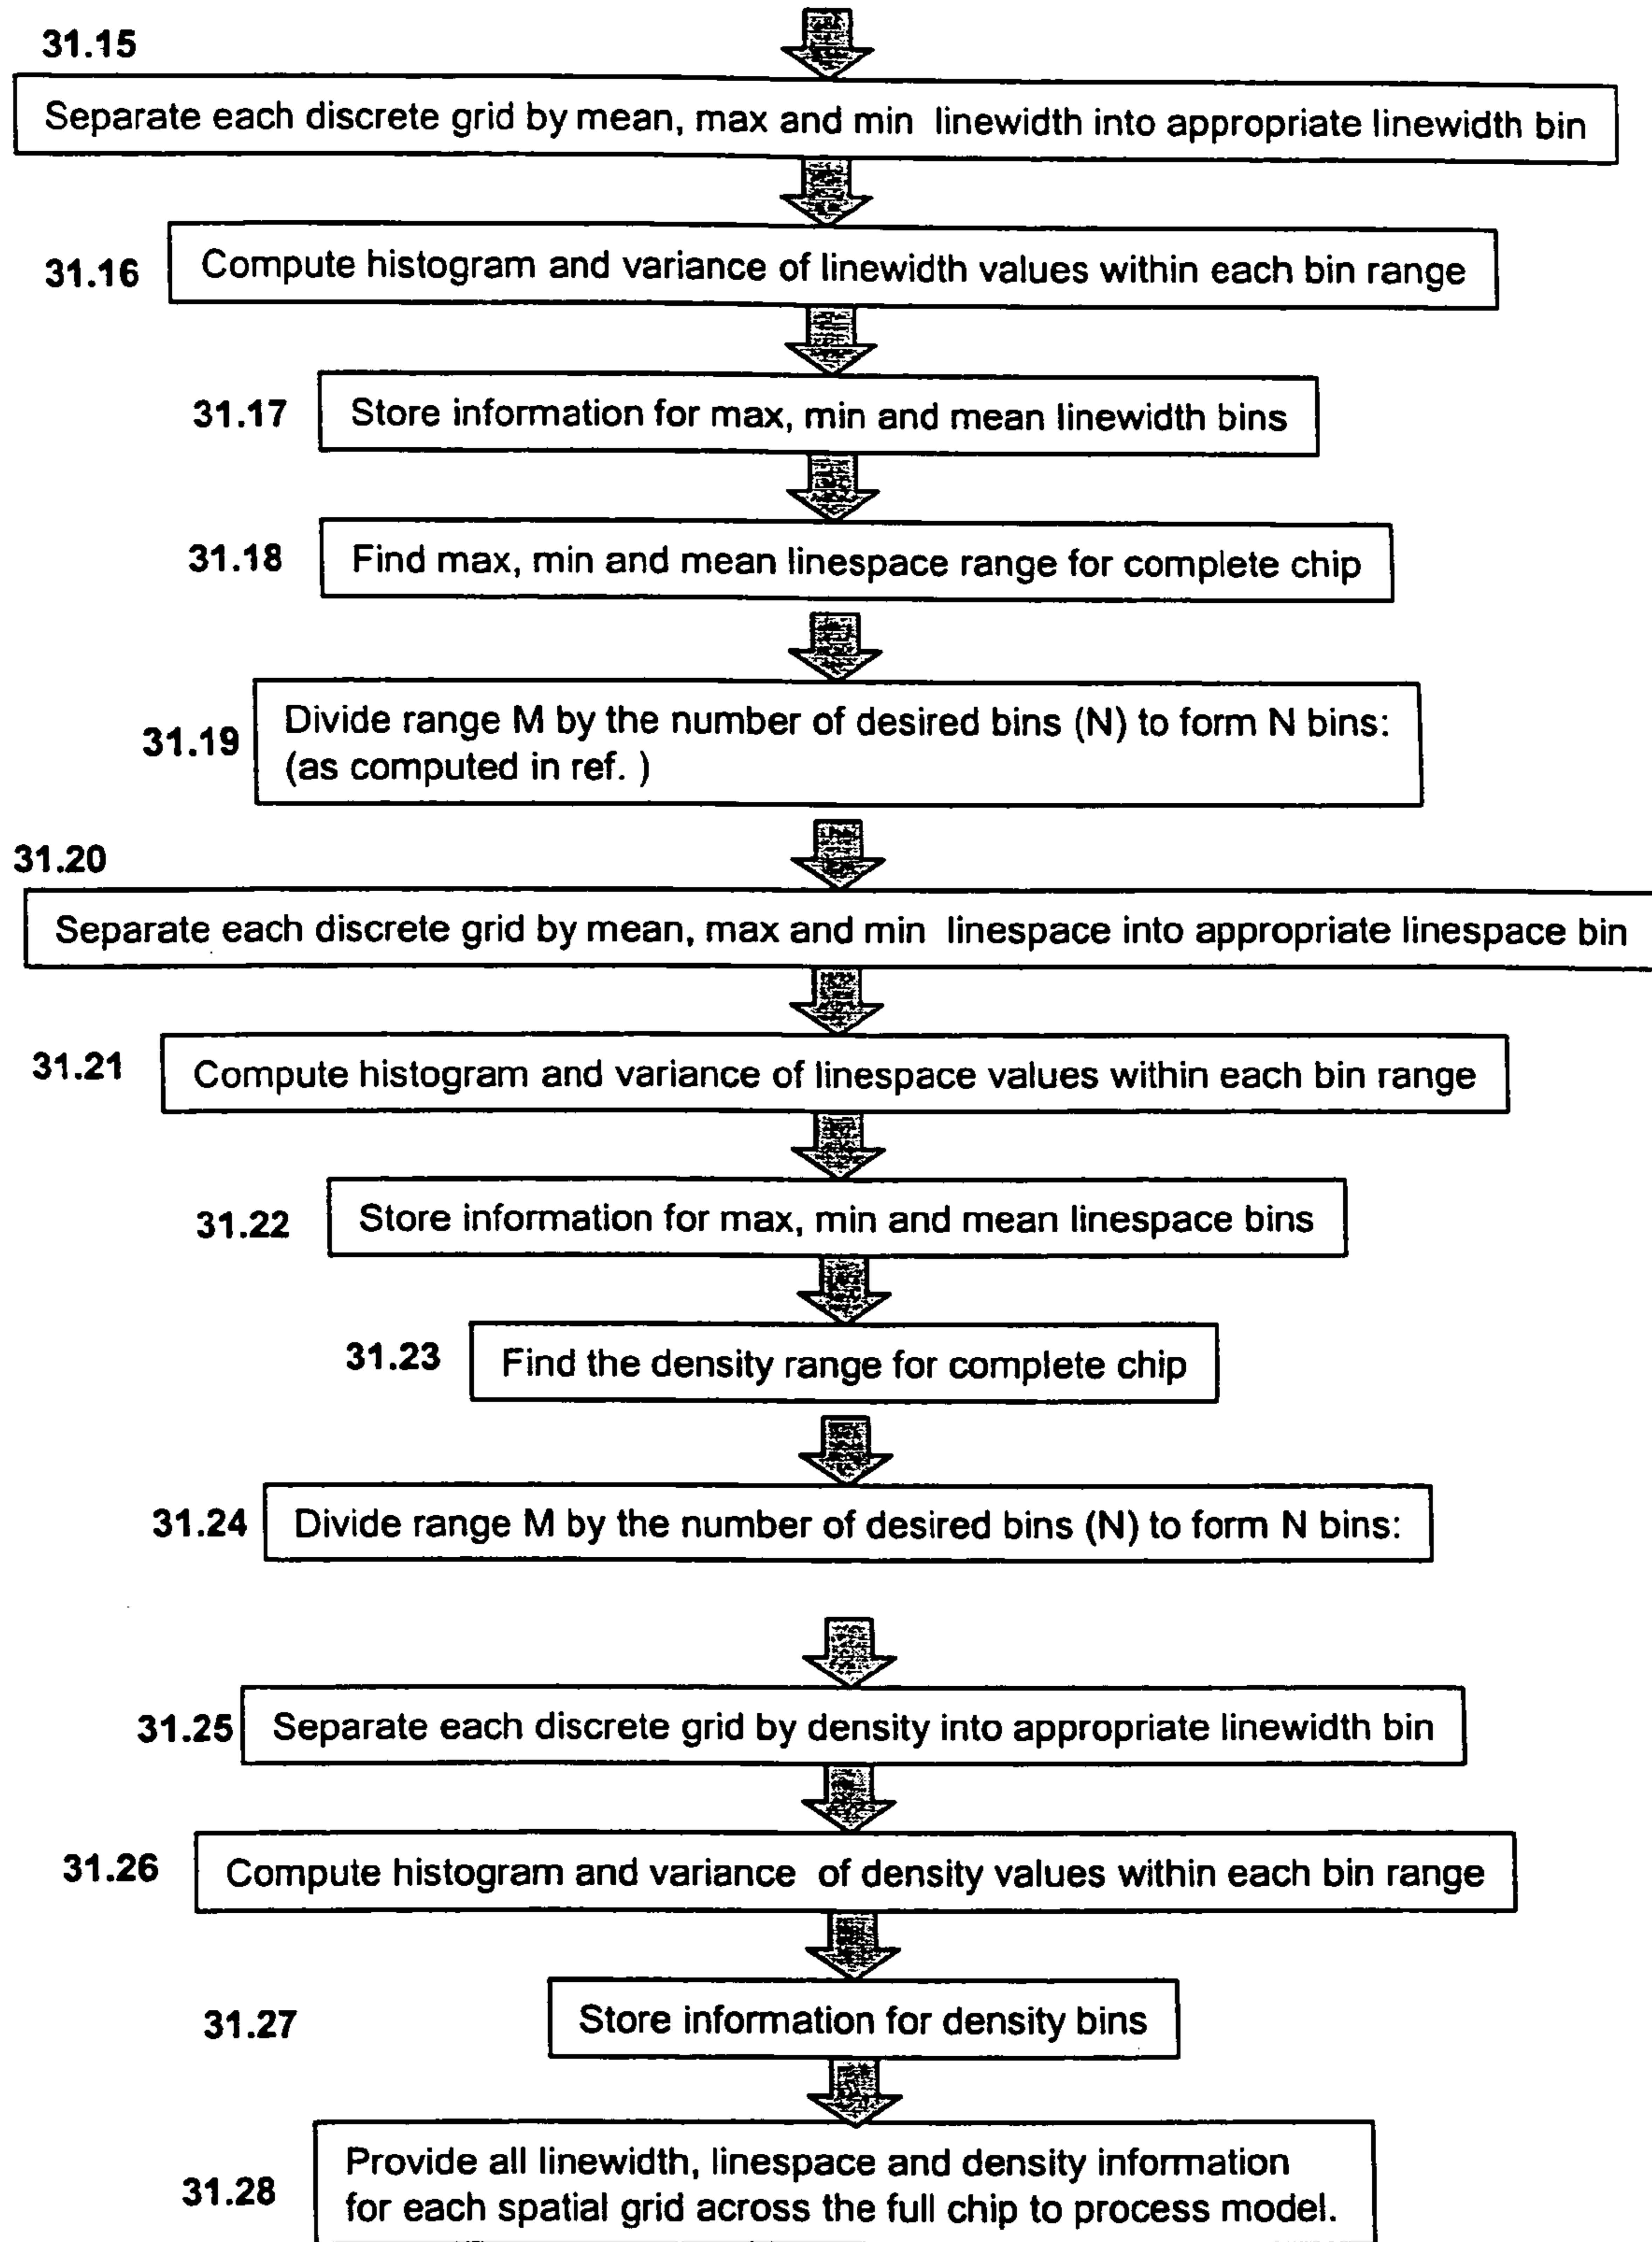 31.15
Separate each discrete grid by mean, max and min linewidth into appropriate linewidth bin
31.16
Compute histogram and variance of linewidth values within each bin range
31.17
Store information for max, min and mean linewidth bins
31.18
Find max, min and mean linespace range for complete chip
31.19
Divide range M by the number of desired bins (N) to form N bins:
(as computed in ref. )
31.20
Separate each discrete grid by mean, max and min linespace into appropriate linespace bin
31.21
Compute histogram and variance of linespace values within each bin range
31.22
Store information for max, min and mean linespace bins
31.23
Find the density range for complete chip
31.24
Divide range M by the number of desired bins (N) to form N bins:
31.25
Separate each discrete grid by density into appropriate linewidth bin
31.26
Compute histogram and variance of density values within each bin range
31.27
Store information for density bins
31.28
Provide all linewidth, linespace and density information
for each spatial grid across the full chip to process model.